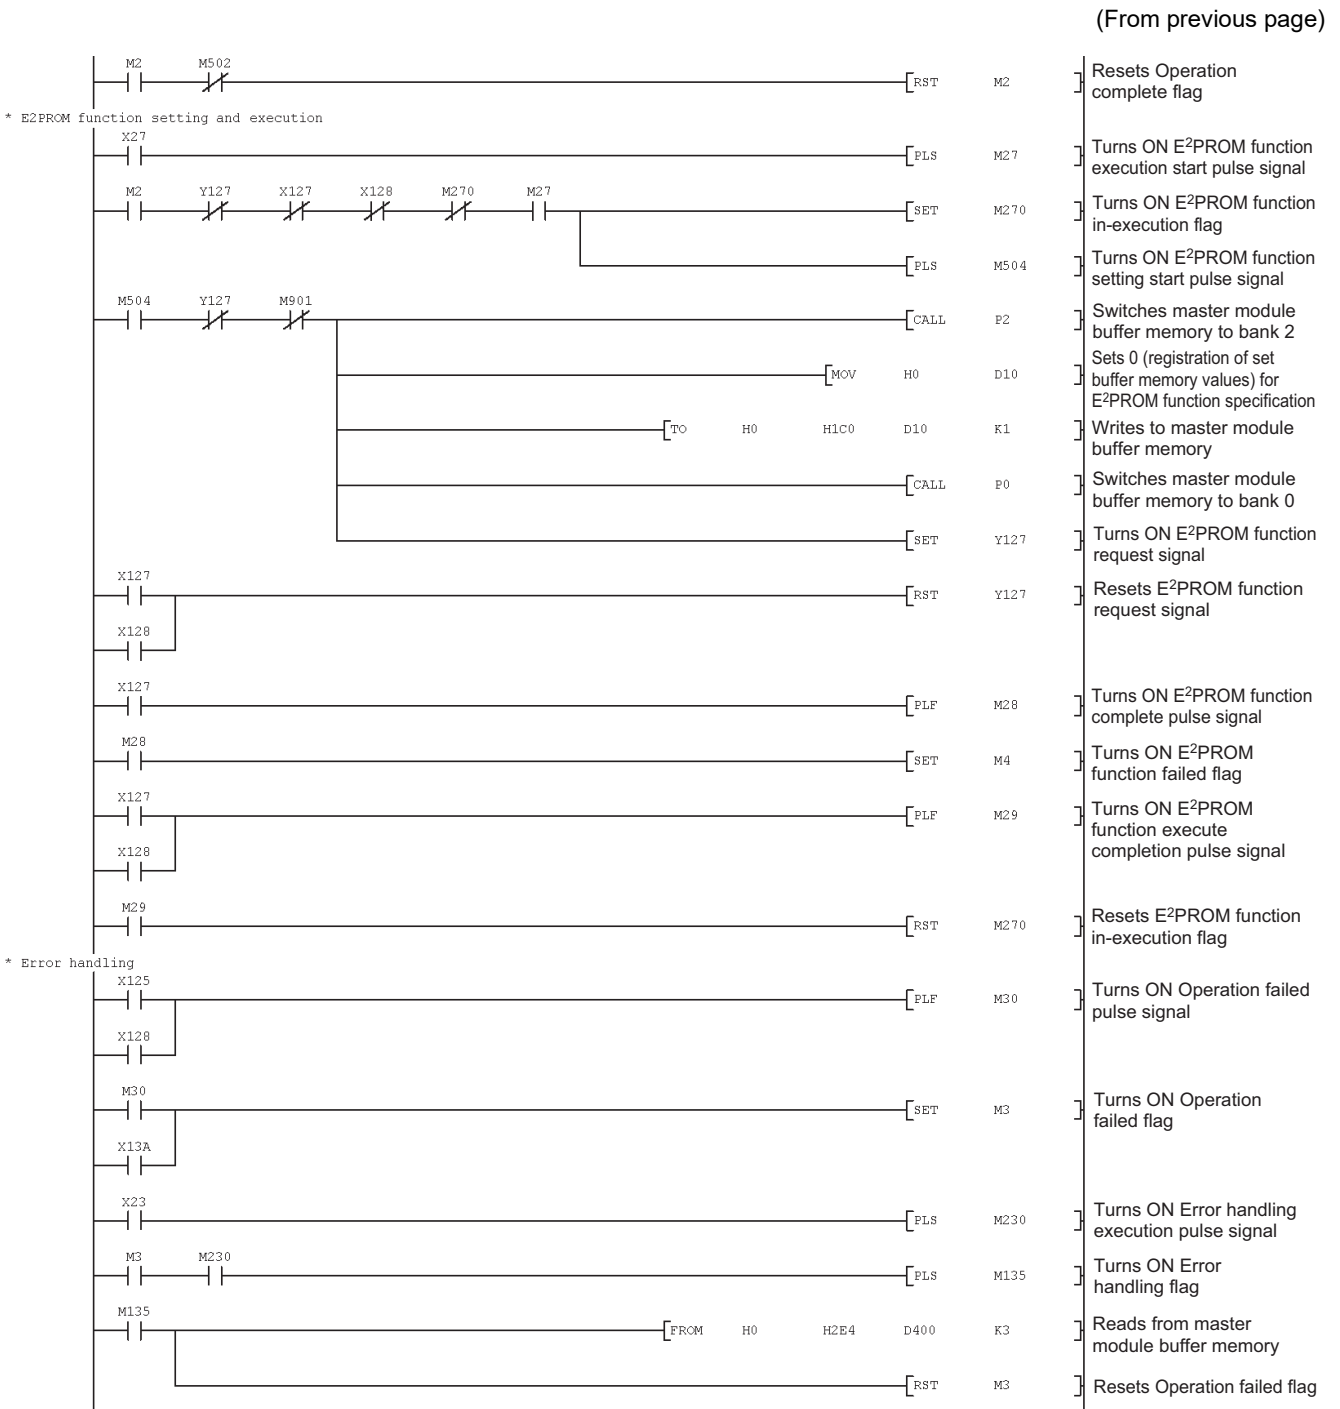 (From previous page)
M2 M502
RST M2
Resets Operation
complete flag
* E2PROM function setting and execution
X27
PLS M27
Turns ON E2PROM function
execution start pulse signal
M2 Y127 X127 X128 M270 M27
SET M270
Turns ON E2PROM function
in-execution flag
PLS M504
Turns ON E2PROM function
setting start pulse signal
M504 Y127 M901
CALL P2
Switches master module
buffer memory to bank 2
MOV H0 D10
Sets 0 (registration of set
buffer memory values) for
E2PROM function specification
TO H0 H1C0 D10 K1
Writes to master module
buffer memory
CALL P0
Switches master module
buffer memory to bank 0
SET Y127
Turns ON E2PROM function
request signal
X127
RST Y127
Resets E2PROM function
request signal
X128
X127
PLF M28
Turns ON E2PROM function
complete pulse signal
M28
SET M4
Turns ON E2PROM
function failed flag
X127
PLF M29
Turns ON E2PROM
function execute
completion pulse signal
X128
M29
RST M270
Resets E2PROM function
in-execution flag
* Error handling
X125
PLF M30
Turns ON Operation failed
pulse signal
X128
M30
SET M3
Turns ON Operation
failed flag
X13A
X23
PLS M230
Turns ON Error handling
execution pulse signal
M3 M230
PLS M135
Turns ON Error
handling flag
M135
FROM H0 H2E4 D400 K3
Reads from master
module buffer memory
RST M3
Resets Operation failed flag